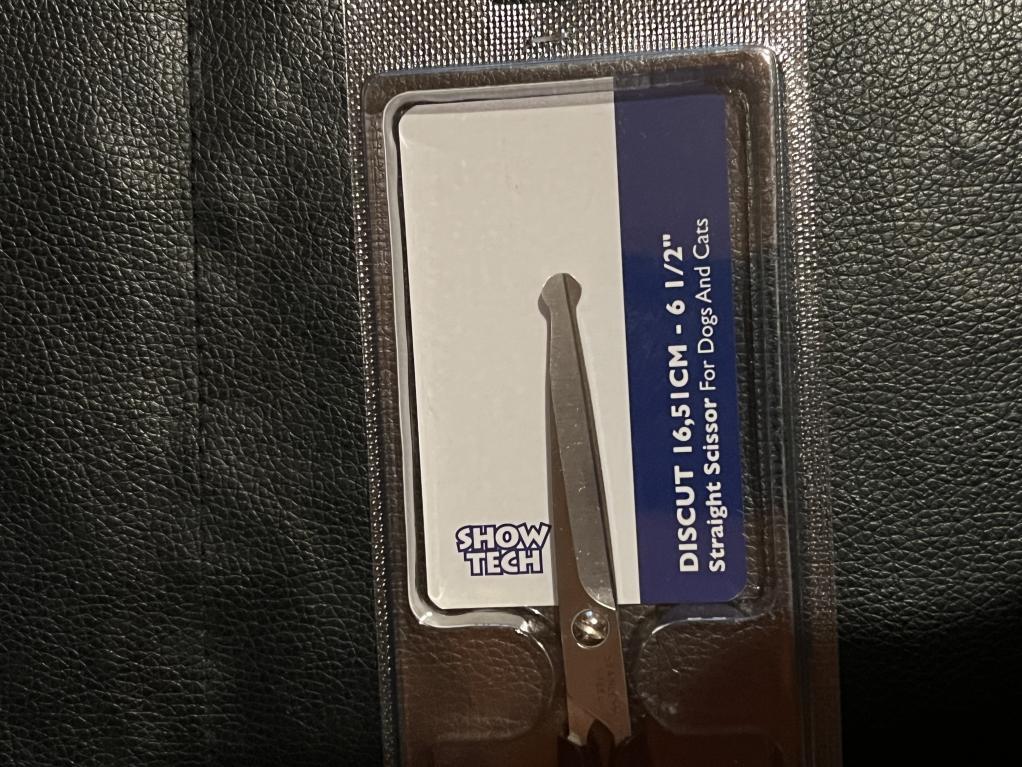 SHOW
TECH
DISCUT 16,51CM - 6 1/2"
Straight Scissor For Dogs And Cats